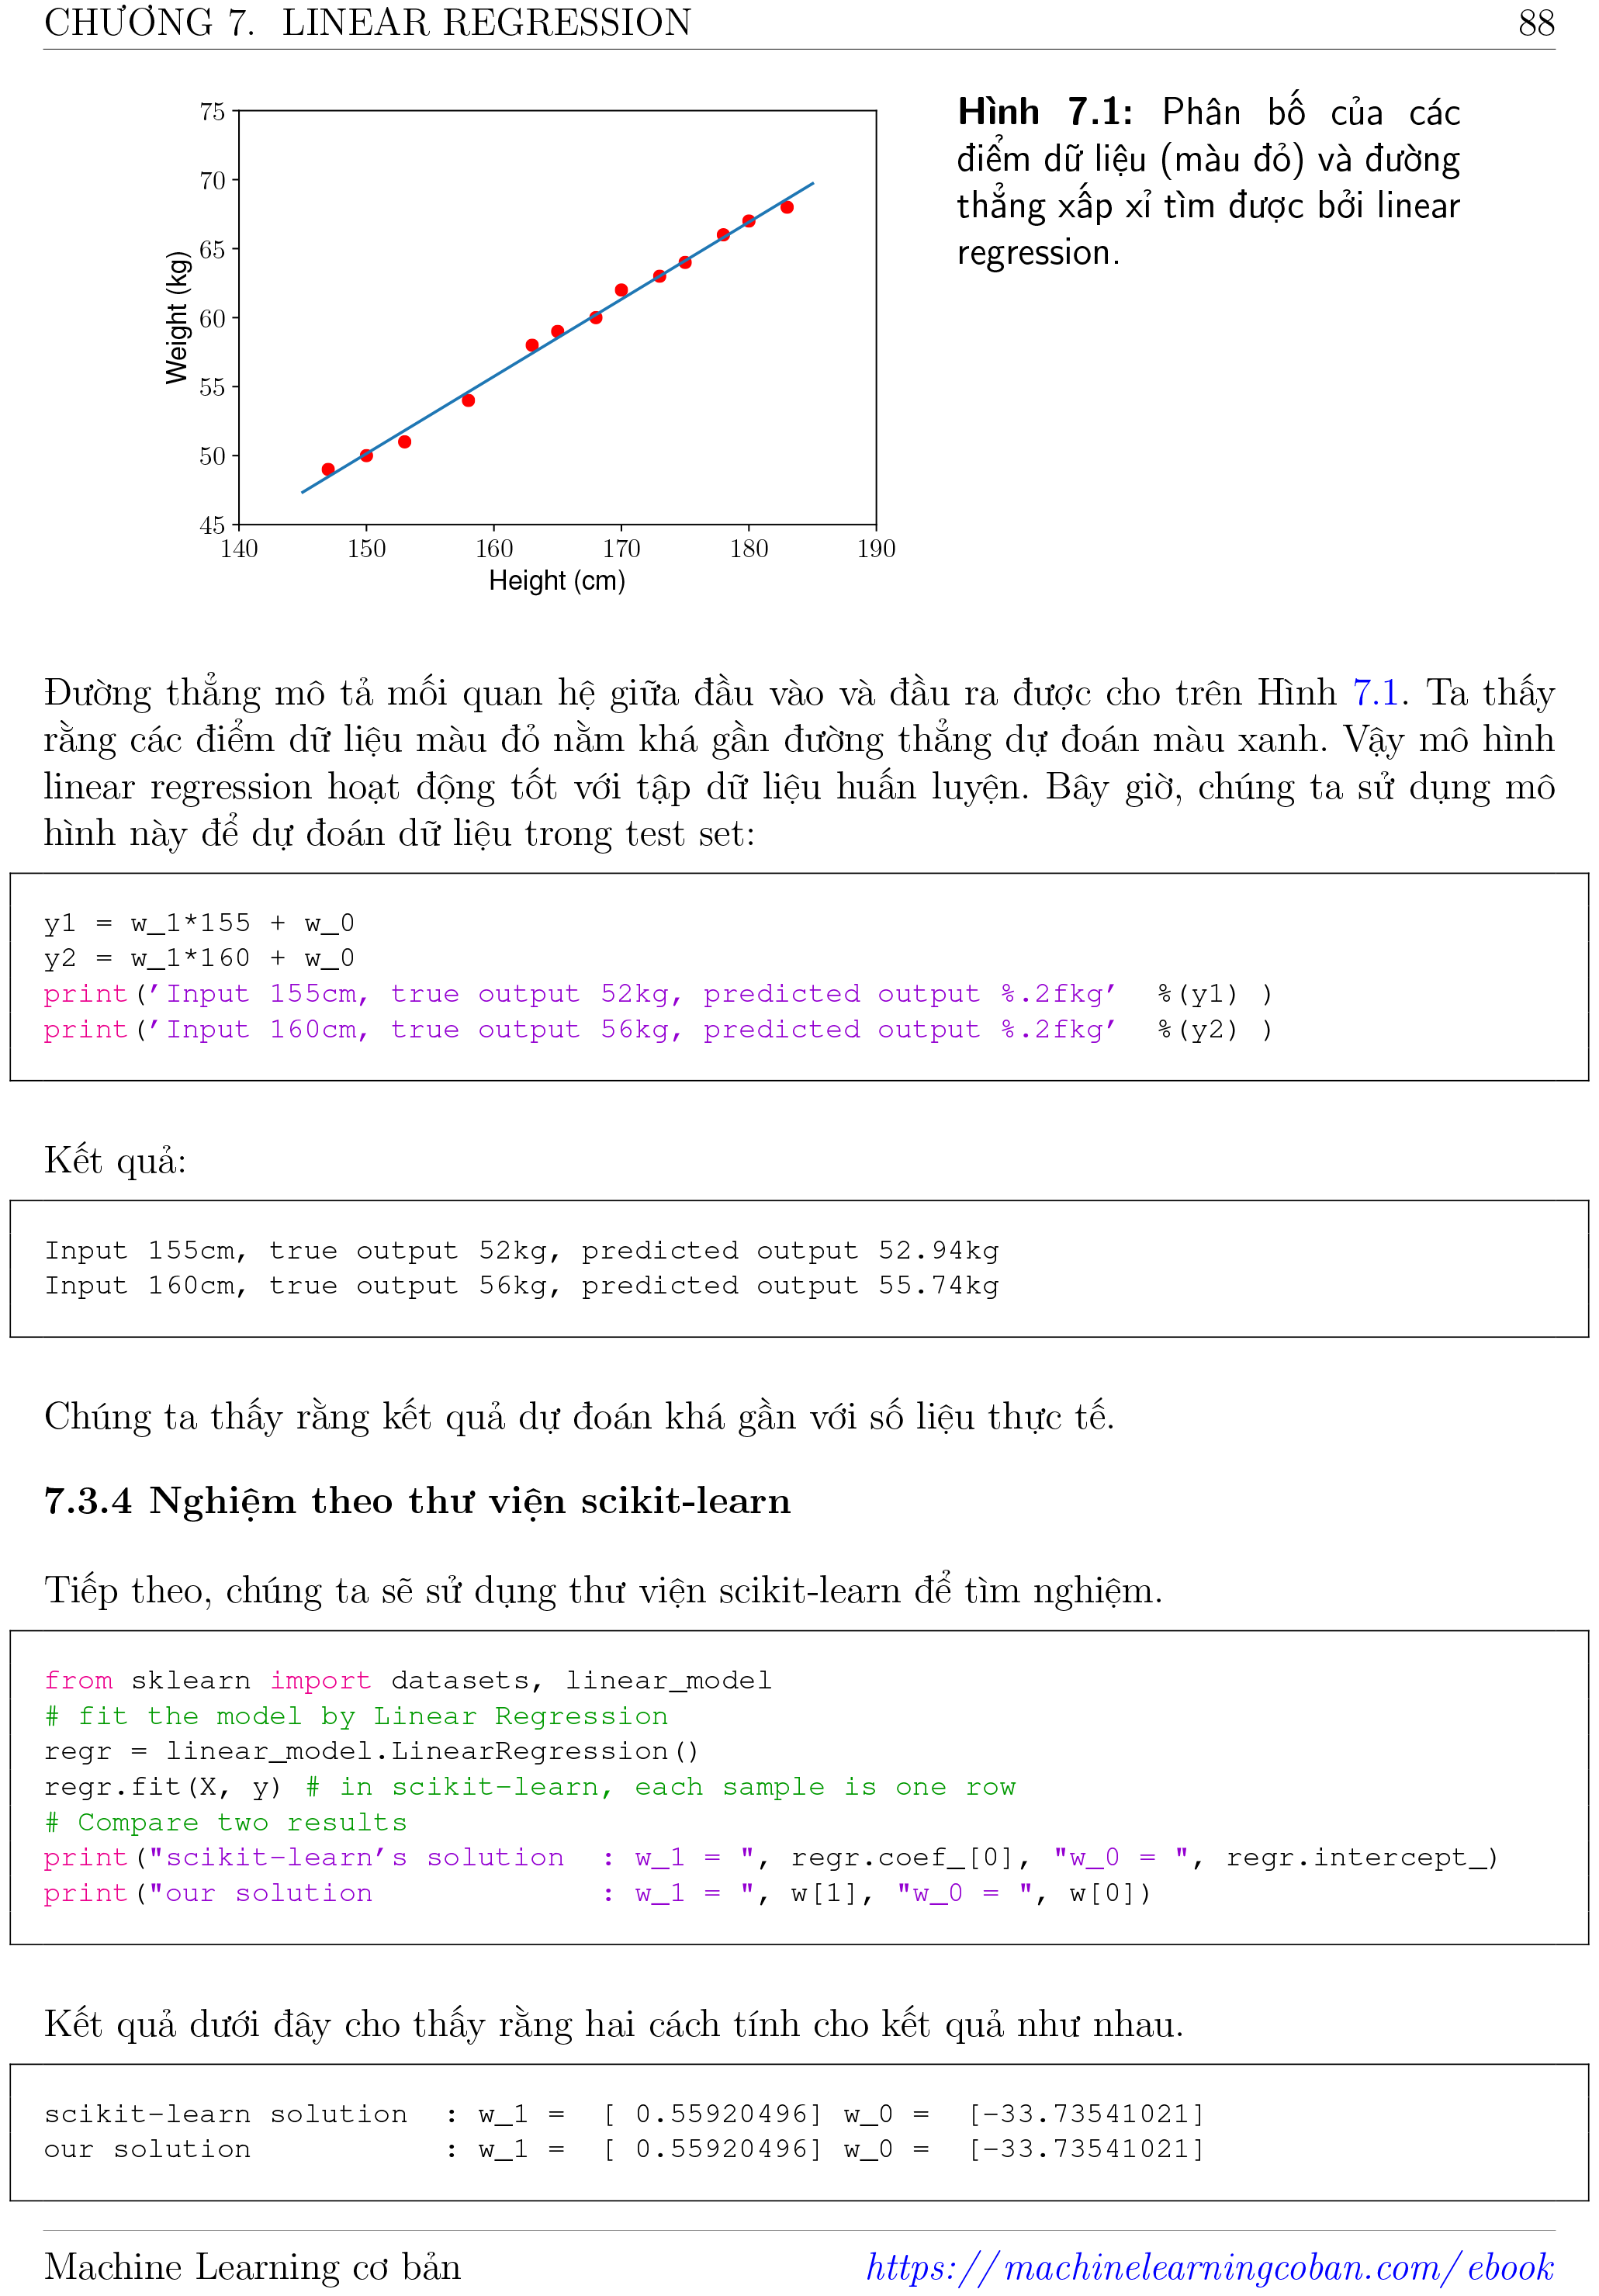 CHƯƠNG 7. LINEAR REGRESSION 88
75
70
65
60
55
50
45
Weight (kg)
140 150 160 170 180 190
Height (cm)
Hình 7.1: Phân bố của các
điểm dữ liệu (màu đỏ) và đường
thẳng xấp xỉ tìm được bởi linear
regression.
Đường thẳng mô tả mối quan hệ giữa đầu vào và đầu ra được cho trên Hình 7.1. Ta thấy
rằng các điểm dữ liệu màu đỏ nằm khá gần đường thẳng dự đoán màu xanh. Vậy mô hình
linear regression hoạt động tốt với tập dữ liệu huấn luyện. Bây giờ, chúng ta sử dụng mô
hình này để dự đoán dữ liệu trong test set:
y1 = w_1*155 + w_0
y2 = w_1*160 + w_0
print('Input 155cm, true output 52kg, predicted output %.2fkg' %(y1) )
print('Input 160cm, true output 56kg, predicted output %.2fkg' %(y2) )
Kết quả:
Input 155cm, true output 52kg, predicted output 52.94kg
Input 160cm, true output 56kg, predicted output 55.74kg
Chúng ta thấy rằng kết quả dự đoán khá gần với số liệu thực tế.
7.3.4 Nghiệm theo thư viện scikit-learn
Tiếp theo, chúng ta sẽ sử dụng thư viện scikit-learn để tìm nghiệm.
from sklearn import datasets, linear_model
# fit the model by Linear Regression
regr = linear_model.LinearRegression()
regr.fit(X, y) # in scikit-learn, each sample is one row
# Compare two results
print("scikit-learn's solution : w_1 = ", regr.coef_[0], "w_0 = ", regr.intercept_)
print("our solution : w_1 = ", w[1], "w_0 = ", w[0])
Kết quả dưới đây cho thấy rằng hai cách tính cho kết quả như nhau.
scikit-learn solution : w_1 = [ 0.55920496] w_0 = [-33.73541021]
our solution : w_1 = [ 0.55920496] w_0 = [-33.73541021]
Machine Learning cơ bản https://machinelearningcoban.com/ebook